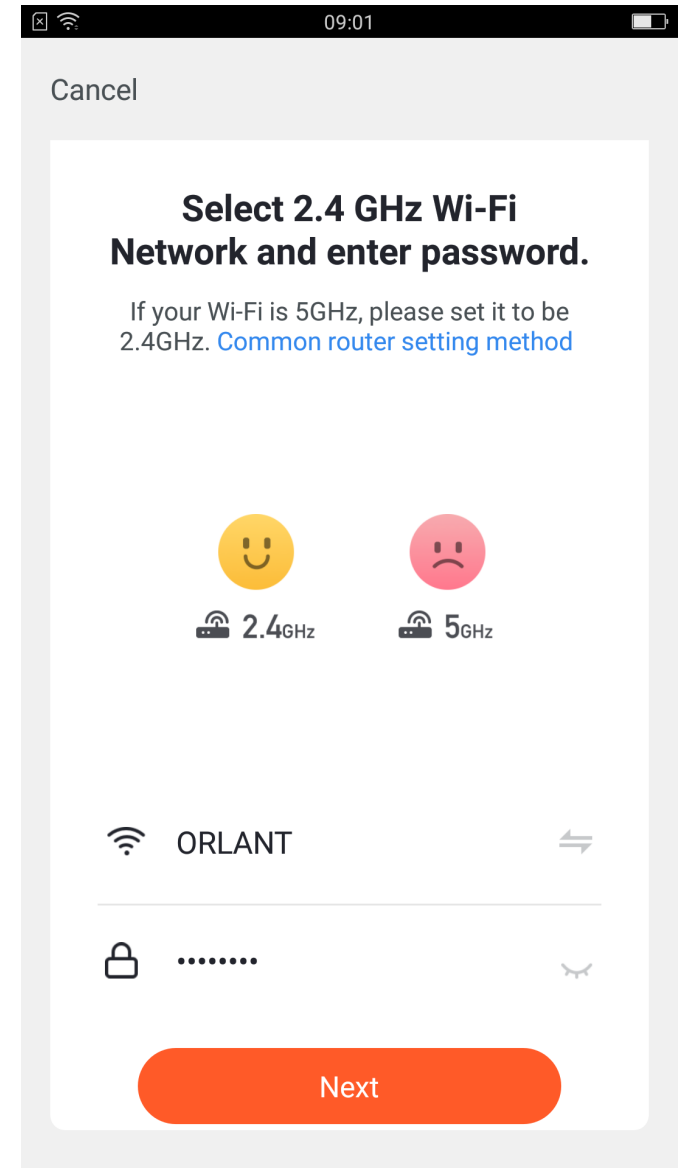 09:01
Cancel
Select 2.4 GHz Wi-Fi
Network and enter password.
If your Wi-Fi is 5GHz, please set it to be
2.4GHz. Common router setting method
2.4GHz 5GHz
ORLANT
••••••••
Next